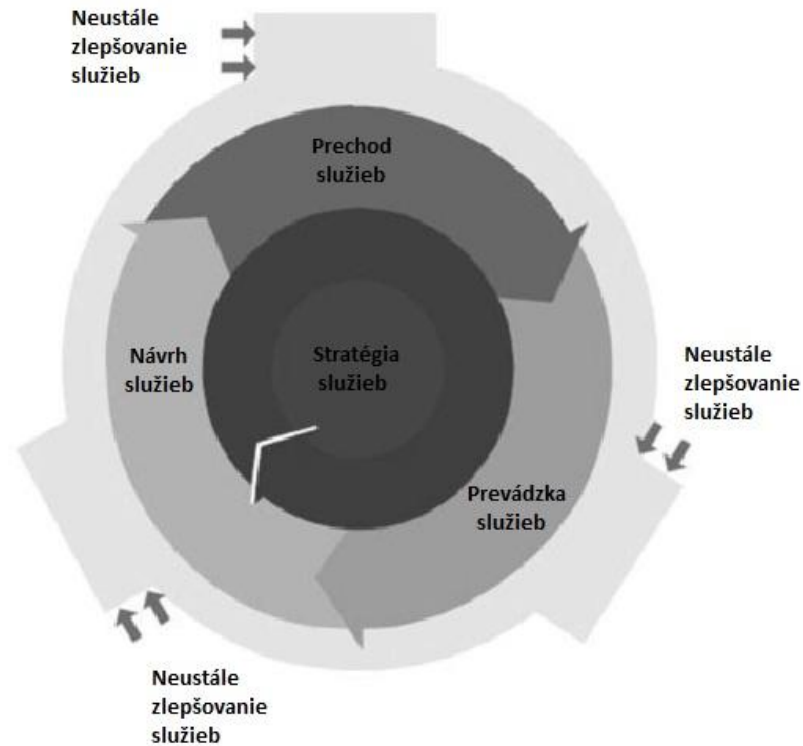 Neustále
zlepšovanie
služieb
Prechod
služieb
Návrh
služieb
Stratégia
služieb
Neustále
zlepšovanie
služieb
Prevádzka
služieb
Neustále
zlepšovanie
služieb